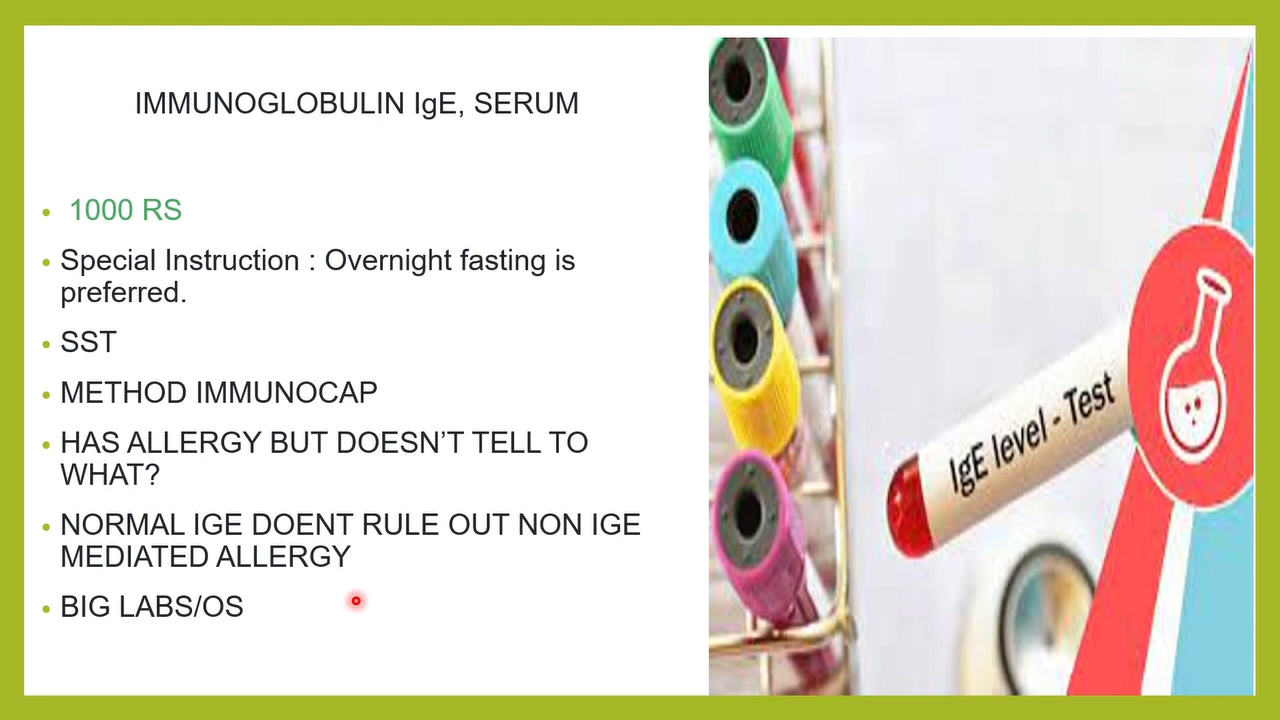 IMMUNOGLOBULIN IgE, SERUM
• 1000 RS
• Special Instruction : Overnight fasting is
preferred.
• SST
• METHOD IMMUNOCAP
• HAS ALLERGY BUT DOESN’T TELL TO
WHAT?
• NORMAL IGE DOENT RULE OUT NON IGE
MEDIATED ALLERGY
• BIG LABS/OS
IgE level - Test